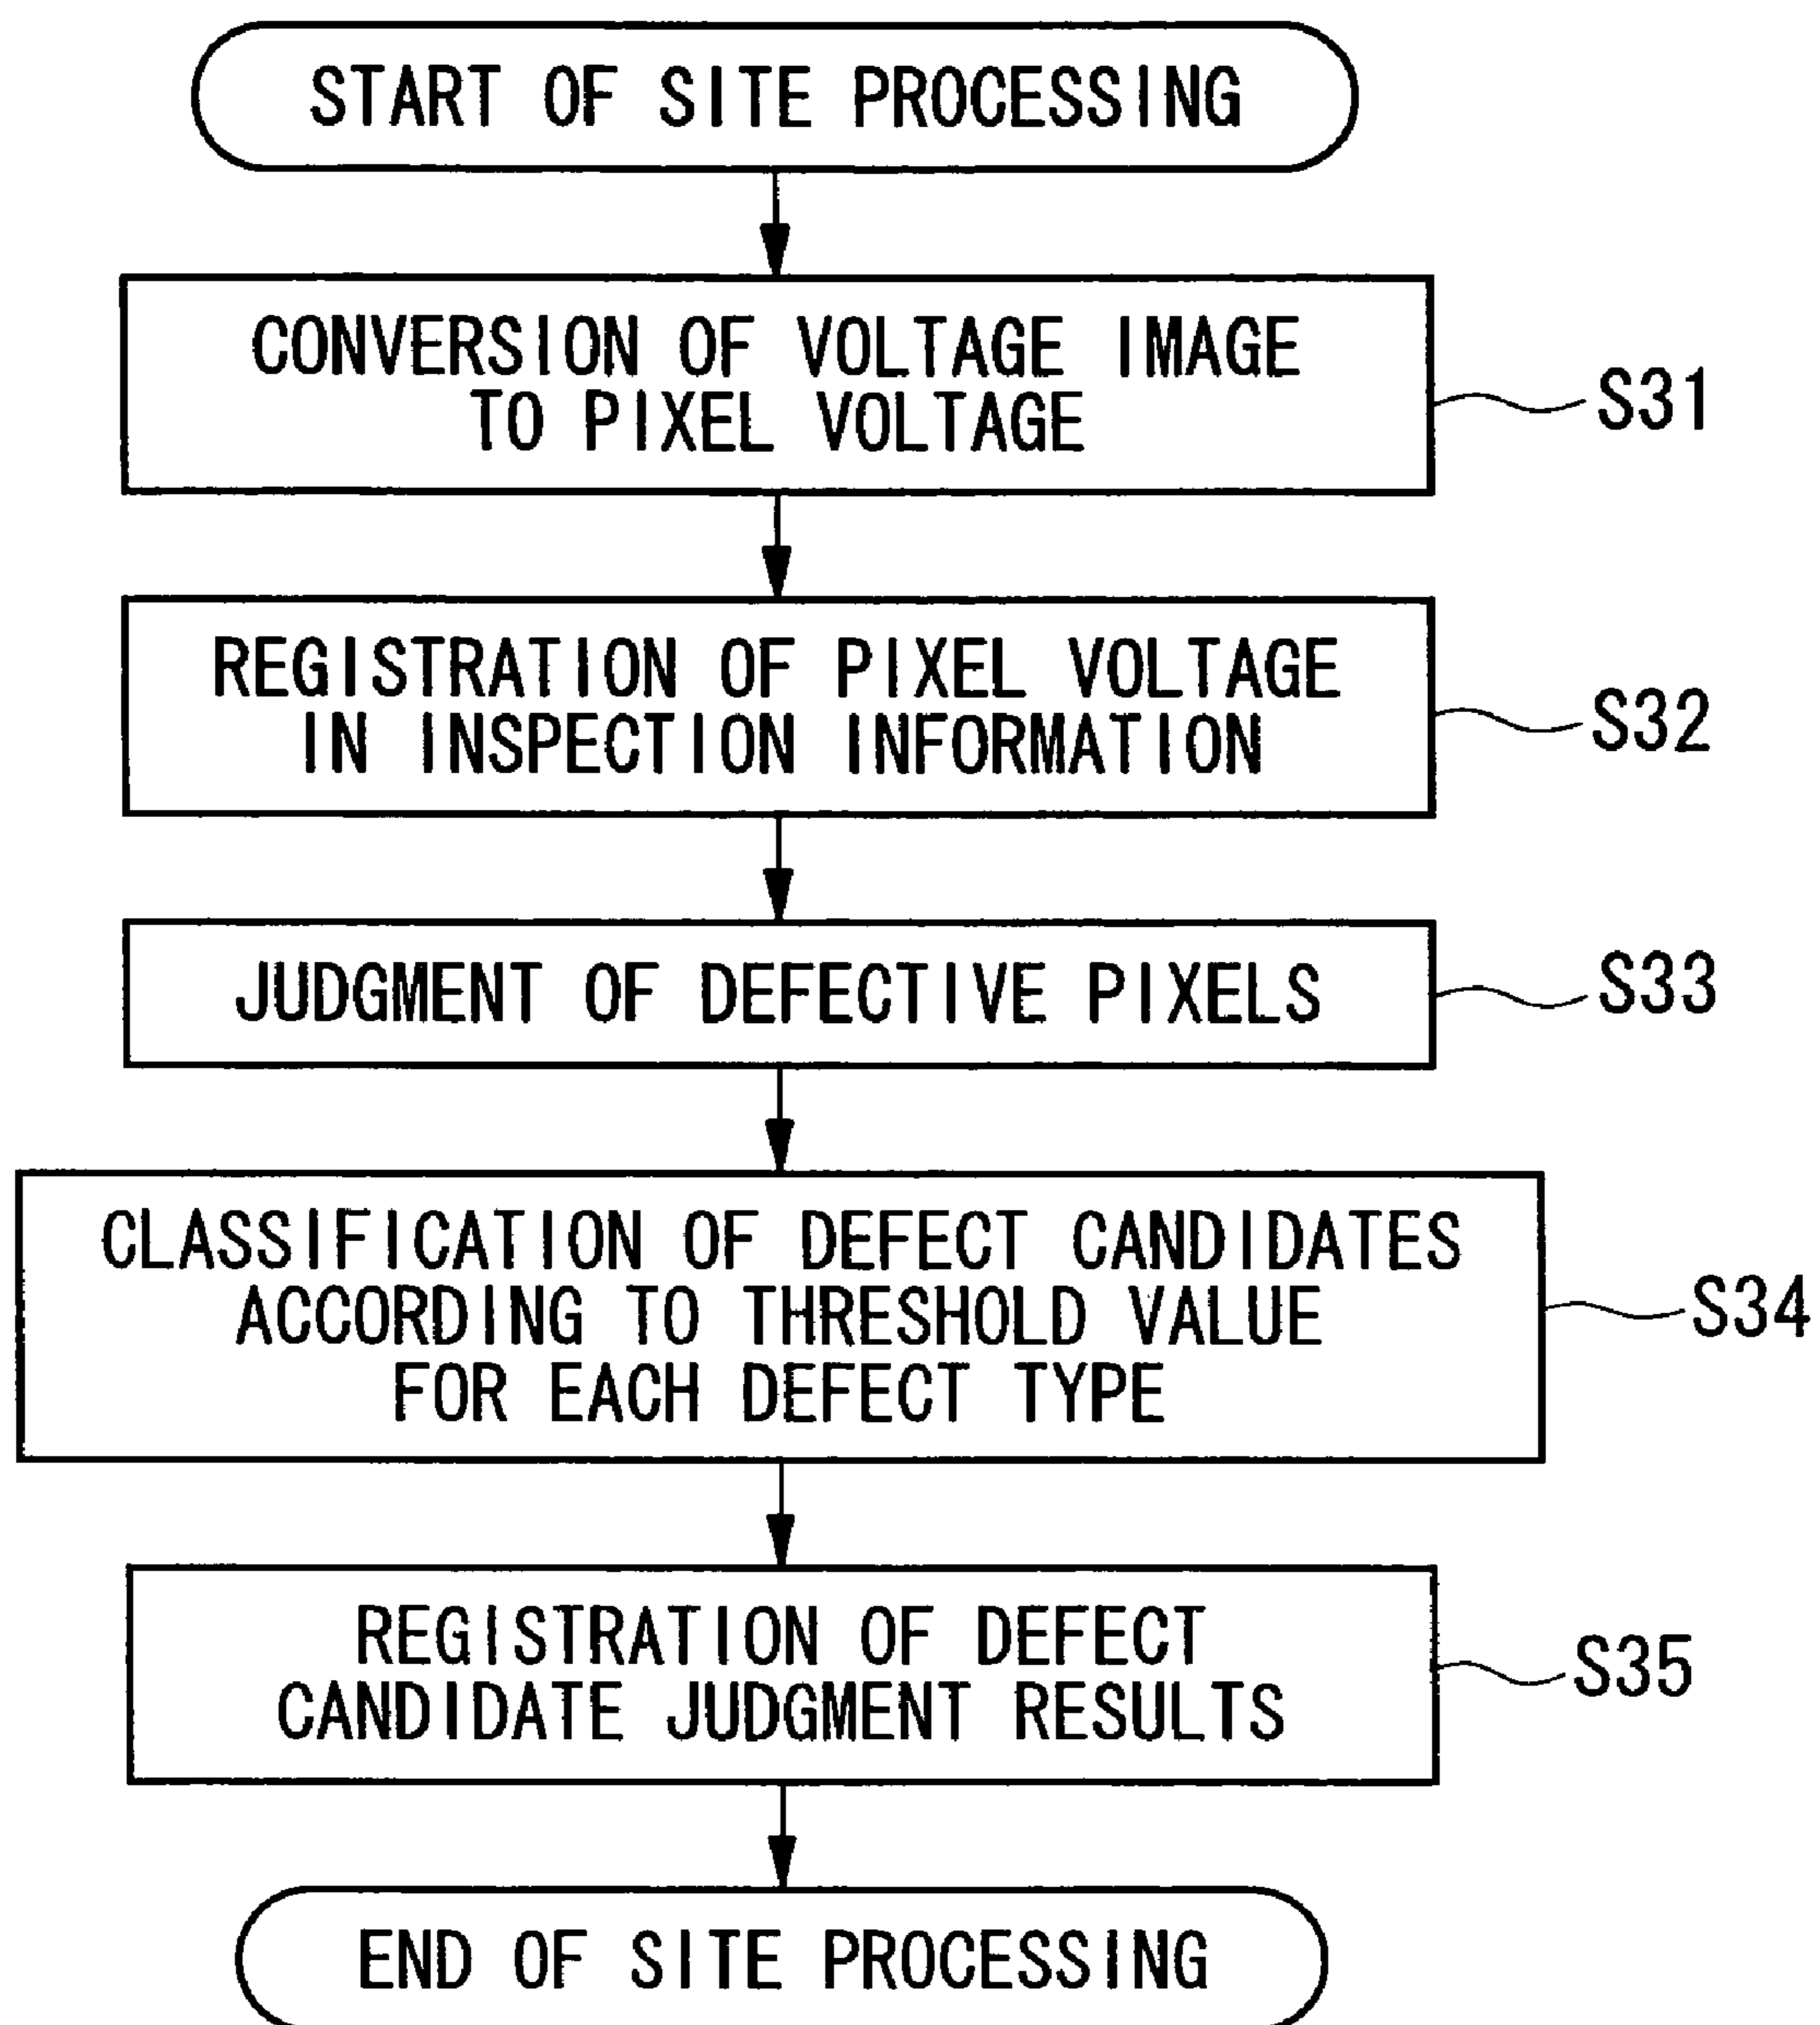 START OF SITE PROCESSING
CONVERSION OF VOLTAGE IMAGE
TO PIXEL VOLTAGE
S31
REGISTRATION OF PIXEL VOLTAGE
IN INSPECTION INFORMATION
S32
JUDGMENT OF DEFECTIVE PIXELS
S33
CLASSIFICATION OF DEFECT CANDIDATES
ACCORDING TO THRESHOLD VALUE
FOR EACH DEFECT TYPE
S34
REGISTRATION OF DEFECT
CANDIDATE JUDGMENT RESULTS
S35
END OF SITE PROCESSING